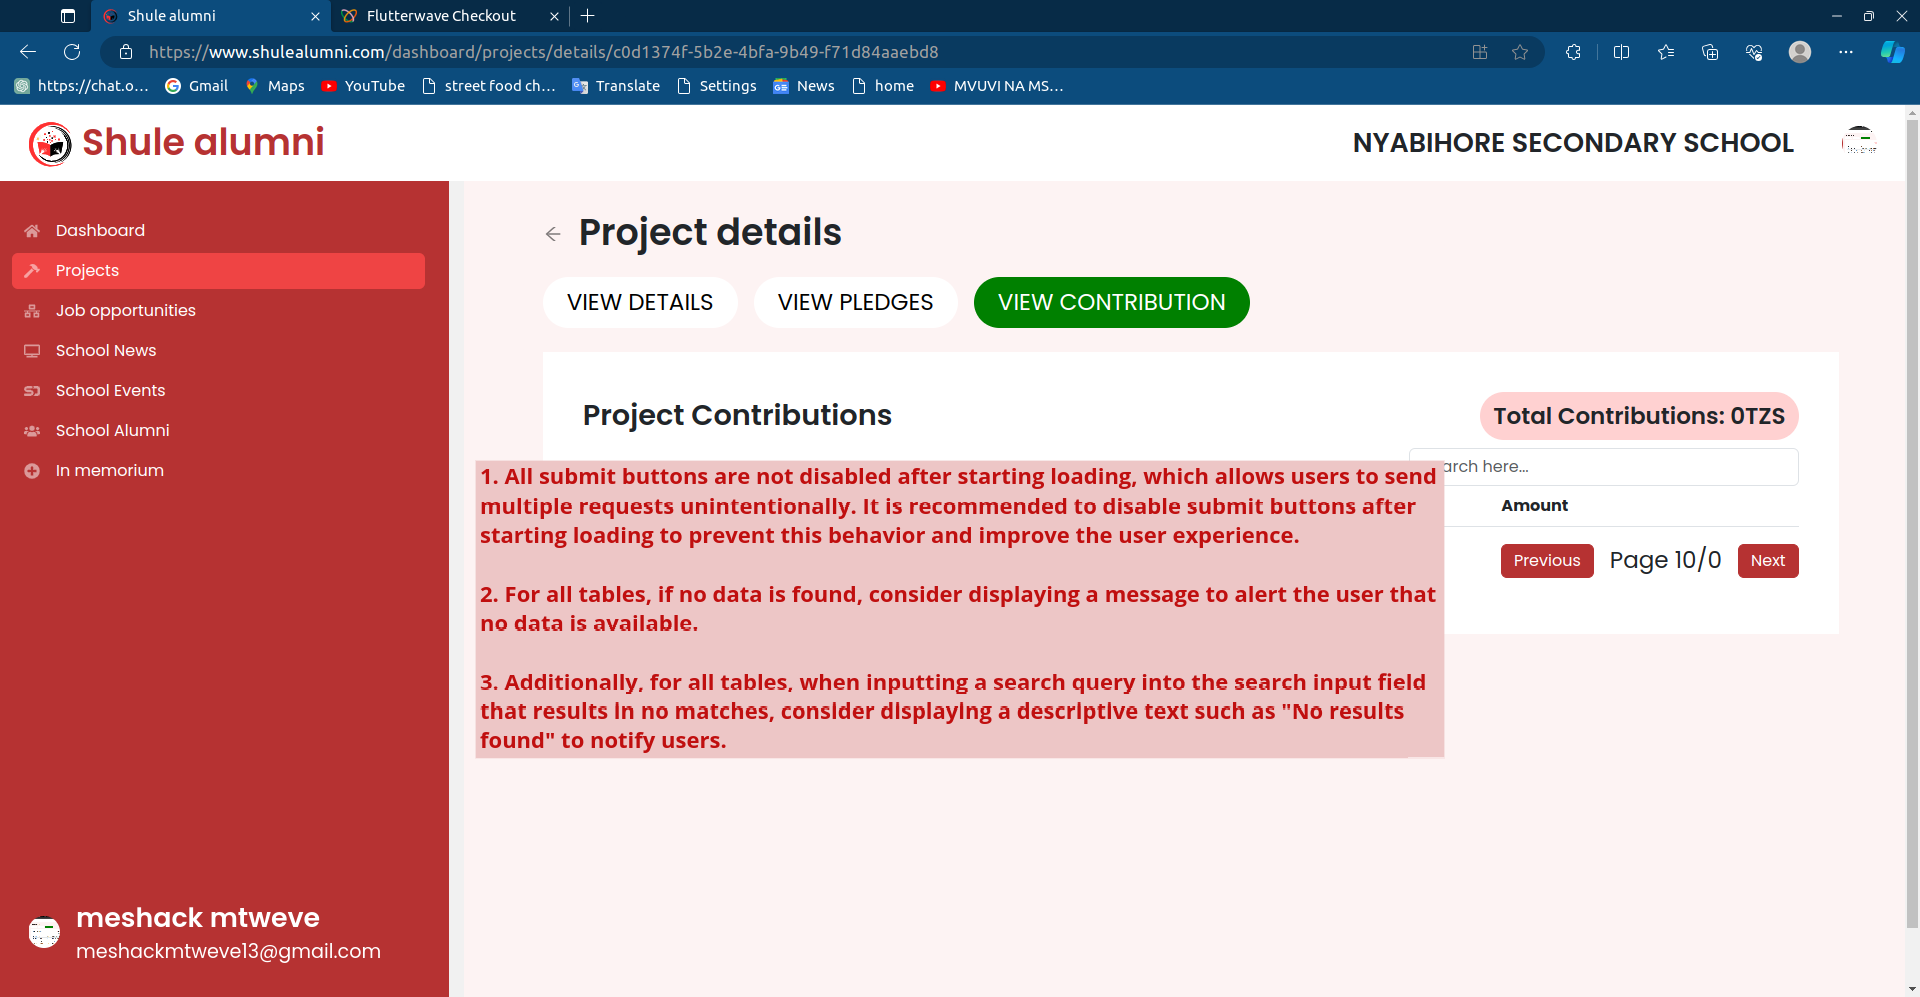 Shule alumni
Flutterwave Checkout
https://www.shulealumni.com/dashboard/projects/details/c0d1374f-5b2e-4bfa-9b49-f71d84aaebd8
https://chat.o...
Gmail
Maps
YouTube
street food ch...
Translate
Settings
News
home
MVUVI NA MS...
Shule alumni
NYABIHORE SECONDARY SCHOOL
Dashboard
Projects
Job opportunities
School News
School Events
School Alumni
In memorium
meshack mtweve
meshackmtweve13@gmail.com
Project details
VIEW DETAILS
VIEW PLEDGES
VIEW CONTRIBUTION
Project Contributions
Total Contributions: 0TZS
arch here...
Amount
Previous
Page 10/0
Next
1. All submit buttons are not disabled after starting loading, which allows users to send
multiple requests unintentionally. It is recommended to disable submit buttons after
starting loading to prevent this behavior and improve the user experience.
2. For all tables, if no data is found, consider displaying a message to alert the user that
no data is available.
3. Additionally, for all tables, when inputting a search query into the search input field
that results in no matches, consider displaying a descriptive text such as "No results
found" to notify users.